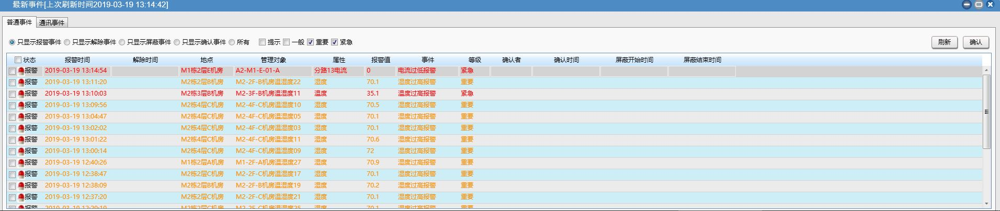 最新事件[上次刷新时间2019-03-19 13:14:42]
普通事件 通讯事件
只显示报警事件 只显示解除事件 只显示屏蔽事件 只显示确认事件 所有 提示 一般 重要 紧急 刷新 确认
状态 报警时间 解除时间 地点 管理对象 属性 报警值 事件 等级 确认者 确认时间 屏蔽开始时间 屏蔽结束时间
报警 2019-03-19 13:14:54 M1栋2层E机房 A2-M1-E-01-A 分路13电流 0 电流过低报警 紧急
报警 2019-03-19 13:11:20 M2栋2层B机房 M2-2F-B机房温湿度22 湿度 70.1 湿度过高报警 重要
报警 2019-03-19 13:10:03 M2栋3层B机房 M2-3F-B机房温湿度11 温度 35.1 温度过高报警 紧急
报警 2019-03-19 13:09:56 M2栋4层C机房 M2-4F-C机房温湿度10 湿度 70.5 湿度过高报警 重要
报警 2019-03-19 13:04:47 M2栋4层C机房 M2-4F-C机房温湿度05 湿度 70.1 湿度过高报警 重要
报警 2019-03-19 13:02:02 M2栋4层C机房 M2-4F-C机房温湿度03 湿度 70.1 湿度过高报警 重要
报警 2019-03-19 13:01:22 M2栋4层C机房 M2-4F-C机房温湿度11 湿度 70.6 湿度过高报警 重要
报警 2019-03-19 13:00:14 M2栋4层C机房 M2-4F-C机房温湿度09 湿度 72 湿度过高报警 重要
报警 2019-03-19 12:40:26 M1栋2层A机房 M1-2F-A机房温湿度27 湿度 70.9 湿度过高报警 重要
报警 2019-03-19 12:38:47 M2栋2层C机房 M2-2F-C机房温湿度17 湿度 70.1 湿度过高报警 重要
报警 2019-03-19 12:38:09 M2栋2层B机房 M2-2F-B机房温湿度19 湿度 70.2 湿度过高报警 重要
报警 2019-03-19 12:37:20 M2栋2层C机房 M2-2F-C机房温湿度21 湿度 70.1 湿度过高报警 重要